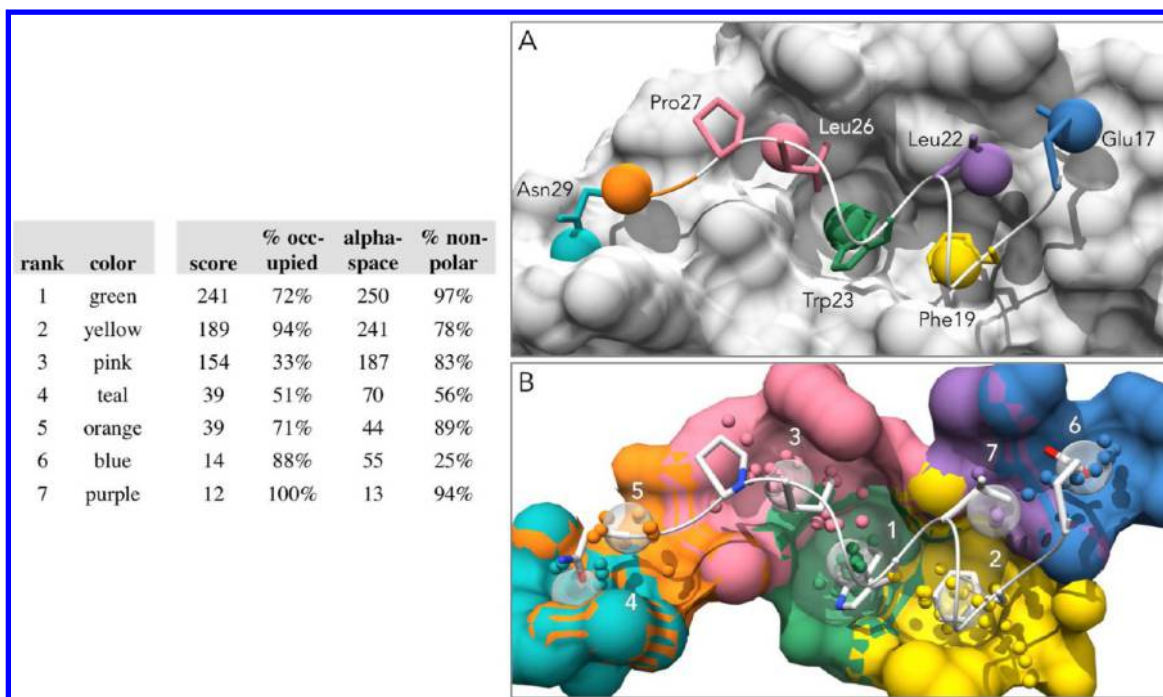 % occ- alpha- % non-
rank color score upied space polar
1 green 241 72% 250 97%
2 yellow 189 94% 241 78%
3 pink 154 33% 187 83%
4 teal 39 51% 70 56%
5 orange 39 71% 44 89%
6 blue 14 88% 55 25%
7 purple 12 100% 13 94%
A
Pro27
Leu26
Leu22
Glu17
Asn29
Trp23
Phe19
B
6
3
7
5
1
2
4